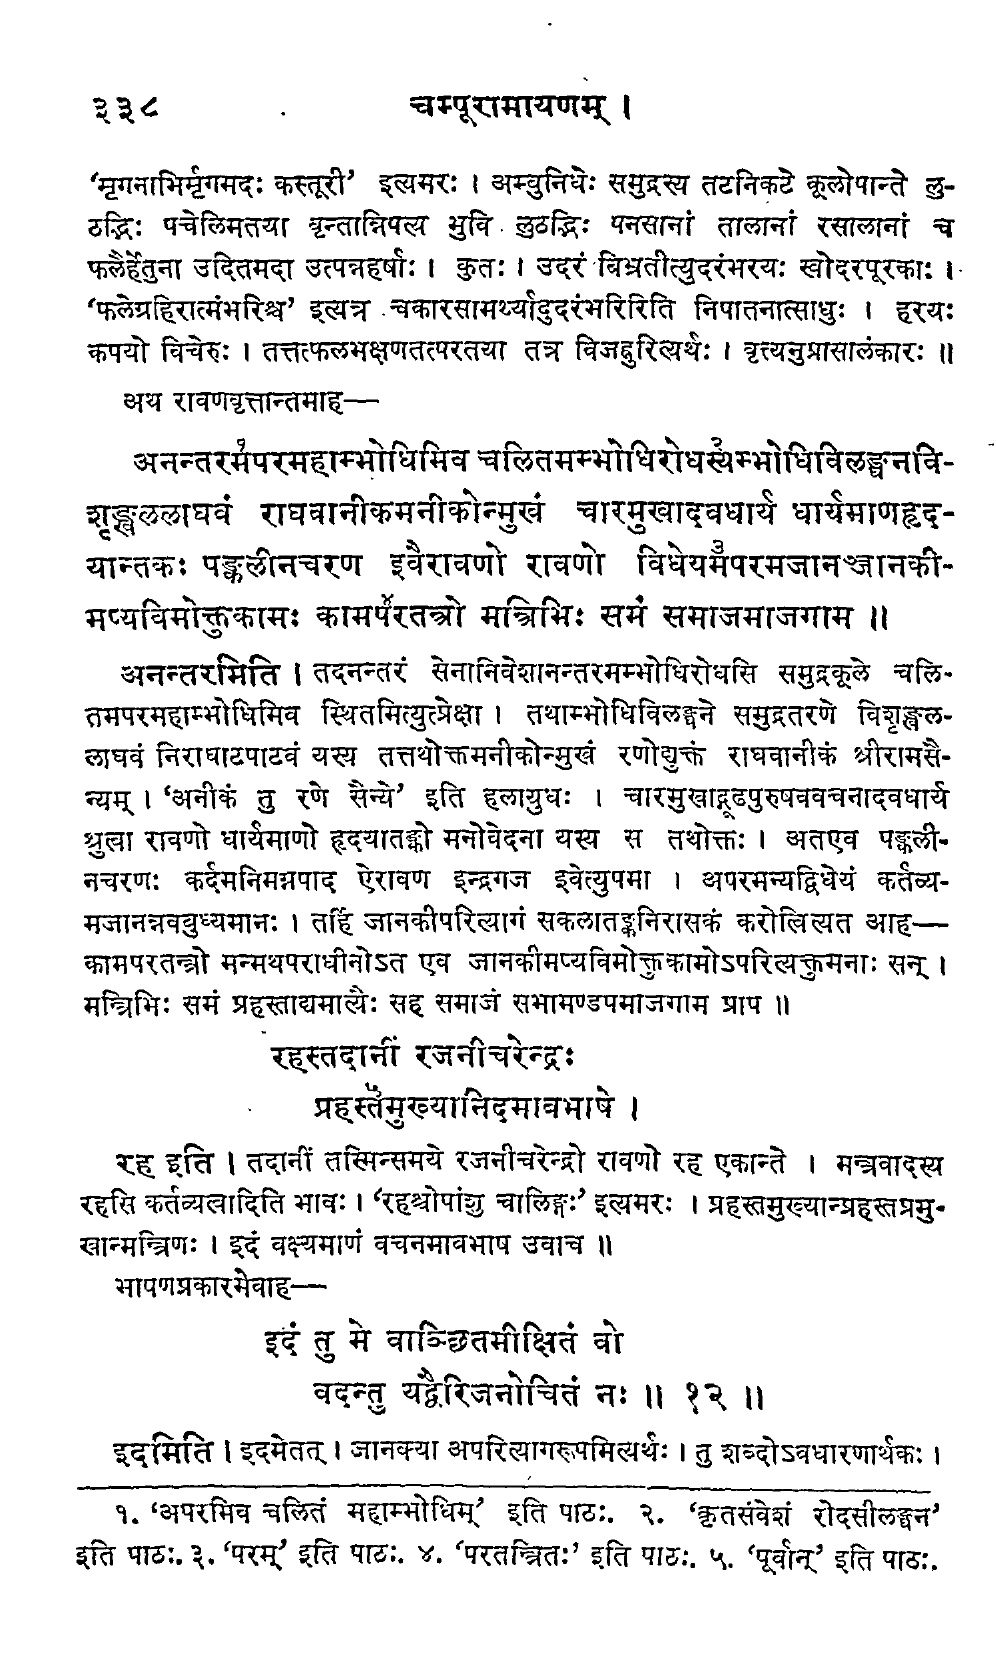 ३३८ चम्पूरामायणम् ।
‘मृगनाभिर्मृगमदः कस्तूरी’ इत्यमरः । अम्बुनिधेः समुद्रस्य तटनिकटे कूलोपान्ते लु-
ठद्भिः पचेलिमतया वृन्तान्निपत्य भुवि लुठद्भिः पनसानां तालानां रसालानां च
फलैर्हेतुना उदितमदा उत्पन्नहर्षाः । कुतः । उदरं बिभ्रतीत्युदरंभरयः स्वोदरपूरकाः ।
‘फलेग्रहिरात्मंभरिश्च’ इत्यत्र चकारसामर्थ्यादुदरंभरिरिति निपातनात्साधुः । हरयः
कपयो विचेरुः । तत्तत्फलभक्षणतत्परतया तत्र विजह्रुरित्यर्थः । वृत्त्यनुप्रासालंकारः ॥
अथ रावणवृत्तान्तमाह—
अनन्तरमपरमहाम्भोधिमिव चलितमम्भोधिरोधस्यम्भोधिविलङ्घनवि-
शृङ्खललाघवं राघवानीकमनीकोन्मुखं चारमुखादवधार्य धार्यमाणहृद-
यान्तकः पङ्कलीनचरण इवैरावणो रावणो विधेयमपरमजानञ्जानकी-
मप्यविमोक्तुकामः कामपरतन्त्रो मन्त्रिभिः समं समाजमाजगाम ॥
अनन्तरमिति । तदनन्तरं सेनानिवेशानन्तरमम्भोधिरोधसि समुद्रकूले चलि-
तमपरमहाम्भोधिमिव स्थितमित्युत्प्रेक्षा । तथाम्भोधिविलङ्घने समुद्रतरणे विशृङ्खल-
लाघवं निराघाटपाटवं यस्य तत्तथोक्तमनीकोन्मुखं रणोद्युक्तं राघवानीकं श्रीरामसै-
न्यम् । ‘अनीकं तु रणे सैन्ये’ इति हलायुधः । चारमुखाद्गूढपुरुषववचनादवधार्य
श्रुत्वा रावणो धार्यमाणो हृदयातङ्को मनोवेदना यस्य स तथोक्तः । अतएव पङ्कली-
नचरणः कर्दमनिमग्नपाद ऐरावण इन्द्रगज इवेत्युपमा । अपरमन्यद्विधेयं कर्तव्य-
मजानन्नवबुध्यमानः । तर्हि जानकीपरित्यागं सकलातङ्कनिरासकं करोत्वित्यत आह—
कामपरतन्त्रो मन्मथपराधीनोऽत एव जानकीमप्यविमोक्तुकामोऽपरित्यक्तुमनाः सन् ।
मन्त्रिभिः समं प्रहस्ताद्यमात्यैः सह समाजं सभामण्डपमाजगाम प्राप ॥
रहस्तदानीं रजनीचरेन्द्रः
प्रहस्तमुख्यानिदमाबभाषे ।
रह इति । तदानीं तस्मिन्समये रजनीचरेन्द्रो रावणो रह एकान्ते । मन्त्रवादस्य
रहसि कर्तव्यत्वादिति भावः । ‘रहश्चोपांशु चालिङ्गः’ इत्यमरः । प्रहस्तमुख्यान्प्रहस्तप्रमु-
खान्मन्त्रिणः । इदं वक्ष्यमाणं वचनमाबभाष उवाच ॥
भाषणप्रकारमेवाह—
इदं तु मे वाञ्छितमीक्षितं वो
वदन्तु यद्वैरिजनोचितं नः ॥ १२ ॥
इदमिति । इदमेतत् । जानक्या अपरित्यागरूपमित्यर्थः । तु शब्दोऽवधारणार्थकः ।
१. ‘अपरमिव चलितं महाम्भोधिम्’ इति पाठः. २. ‘कृतसंवेशं रोदसीलङ्घन’
इति पाठः. ३. ‘परम्’ इति पाठः. ४. ‘परतन्त्रितः’ इति पाठः. ५. ‘पूर्वान्’ इति पाठः.